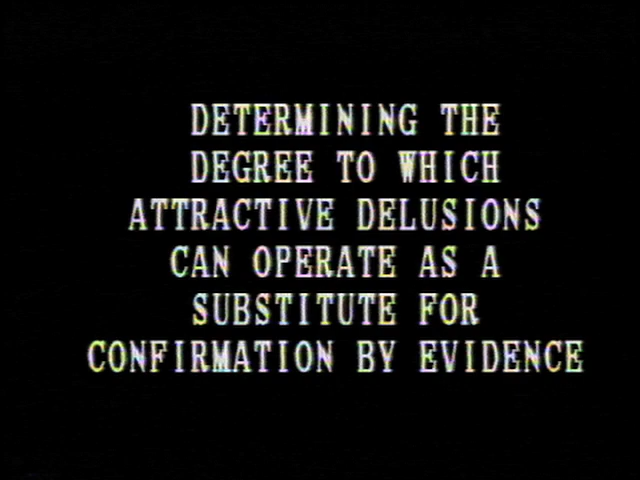 DETERMINING THE
DEGREE TO WHICH
ATTRACTIVE DELUSIONS
CAN OPERATE AS A
SUBSTITUTE FOR
CONFIRMATION BY EVIDENCE